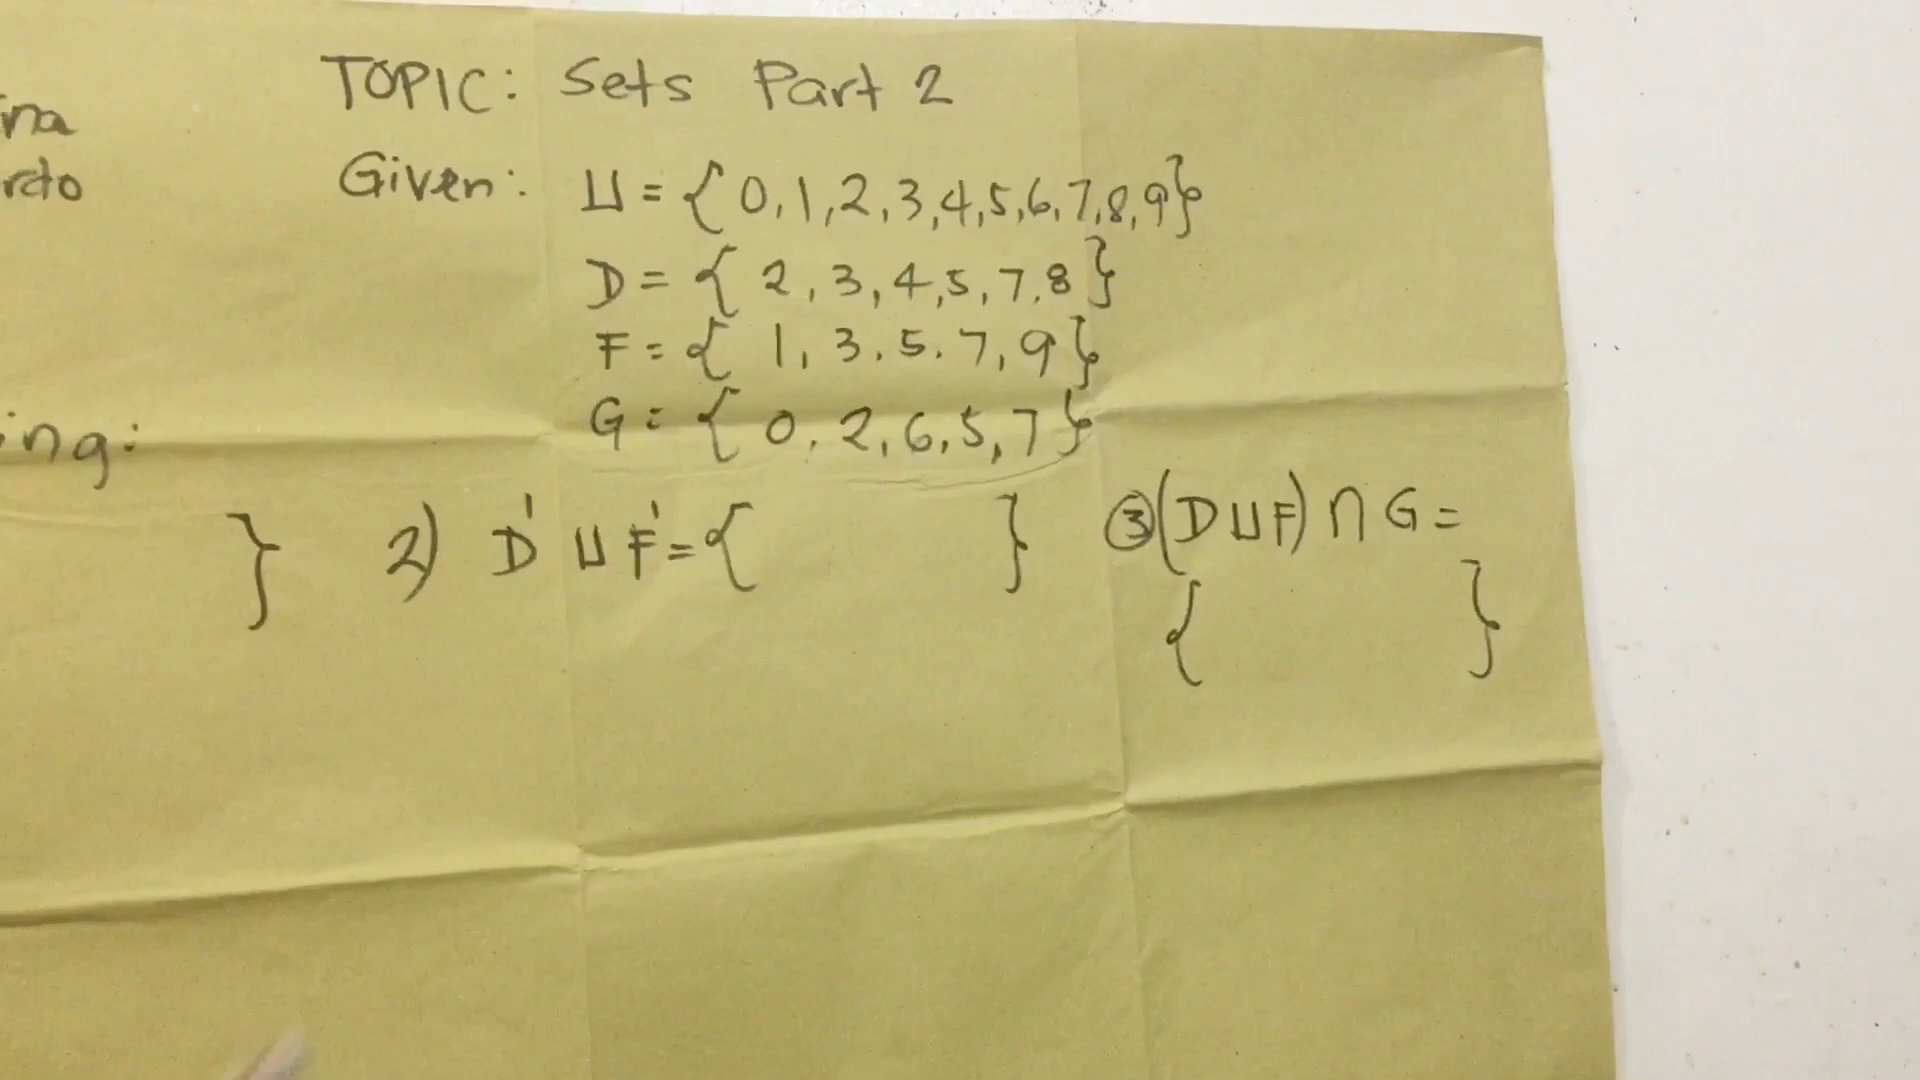 TOPIC: Sets Part 2
Given: U = { 0, 1, 2, 3, 4, 5, 6, 7, 8, 9}
D = { 2, 3, 4, 5, 7, 8 }
F = { 1, 3, 5, 7, 9 }
G = { 0, 2, 6, 5, 7 }
ing:
} 2) D' U F' = { } ③ (D U F) ∩ G =
{ }